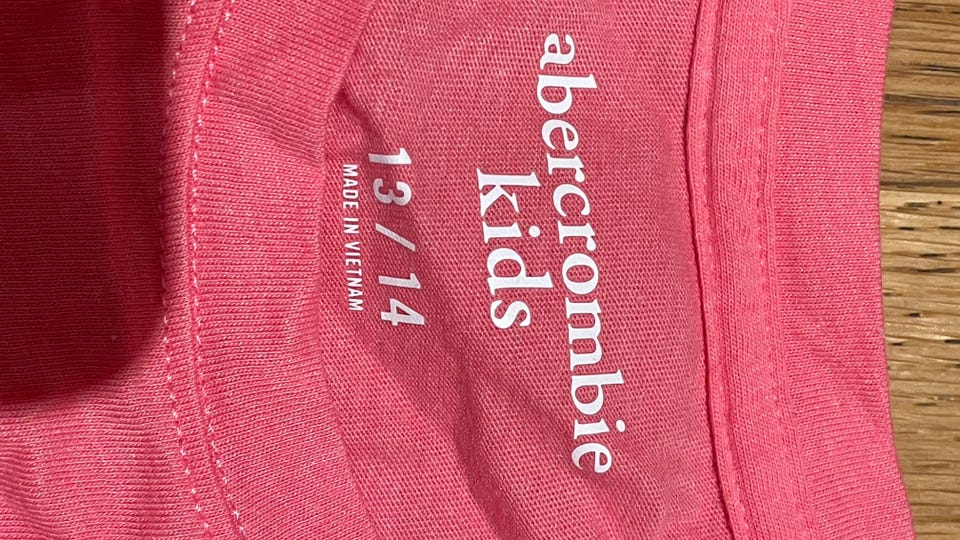 abercrombie
kids
13/14
MADE IN VIETNAM